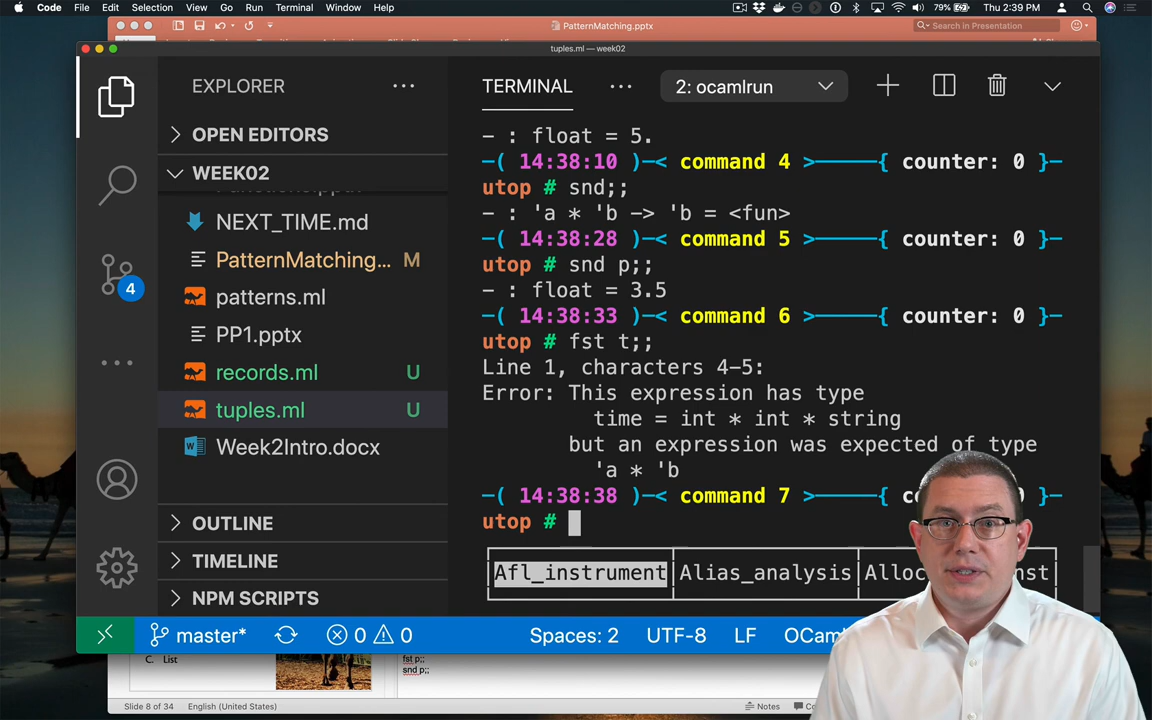 Code File Edit Selection View Go Run Terminal Window Help 79% Thu 2:39 PM
PatternMatching.pptx
Search in Presentation
tuples.ml — week02
EXPLORER
OPEN EDITORS
WEEK02
NEXT_TIME.md
PatternMatching... M
patterns.ml
PP1.pptx
records.ml U
tuples.ml U
Week2Intro.docx
OUTLINE
TIMELINE
NPM SCRIPTS
4
TERMINAL 2: ocamlrun
- : float = 5.
-( 14:38:10 )-< command 4 >———{ counter: 0 }-
utop # snd;;
- : 'a * 'b -> 'b = <fun>
-( 14:38:28 )-< command 5 >———{ counter: 0 }-
utop # snd p;;
- : float = 3.5
-( 14:38:33 )-< command 6 >———{ counter: 0 }-
utop # fst t;;
Line 1, characters 4-5:
Error: This expression has type
time = int * int * string
but an expression was expected of type
'a * 'b
-( 14:38:38 )-< command 7 >———{ 0 }-
utop #
Afl_instrument Alias_analysis
master* 0 0 Spaces: 2 UTF-8 LF
C. List
fst p;;
snd p;;
Slide 8 of 34 English (United States) Notes